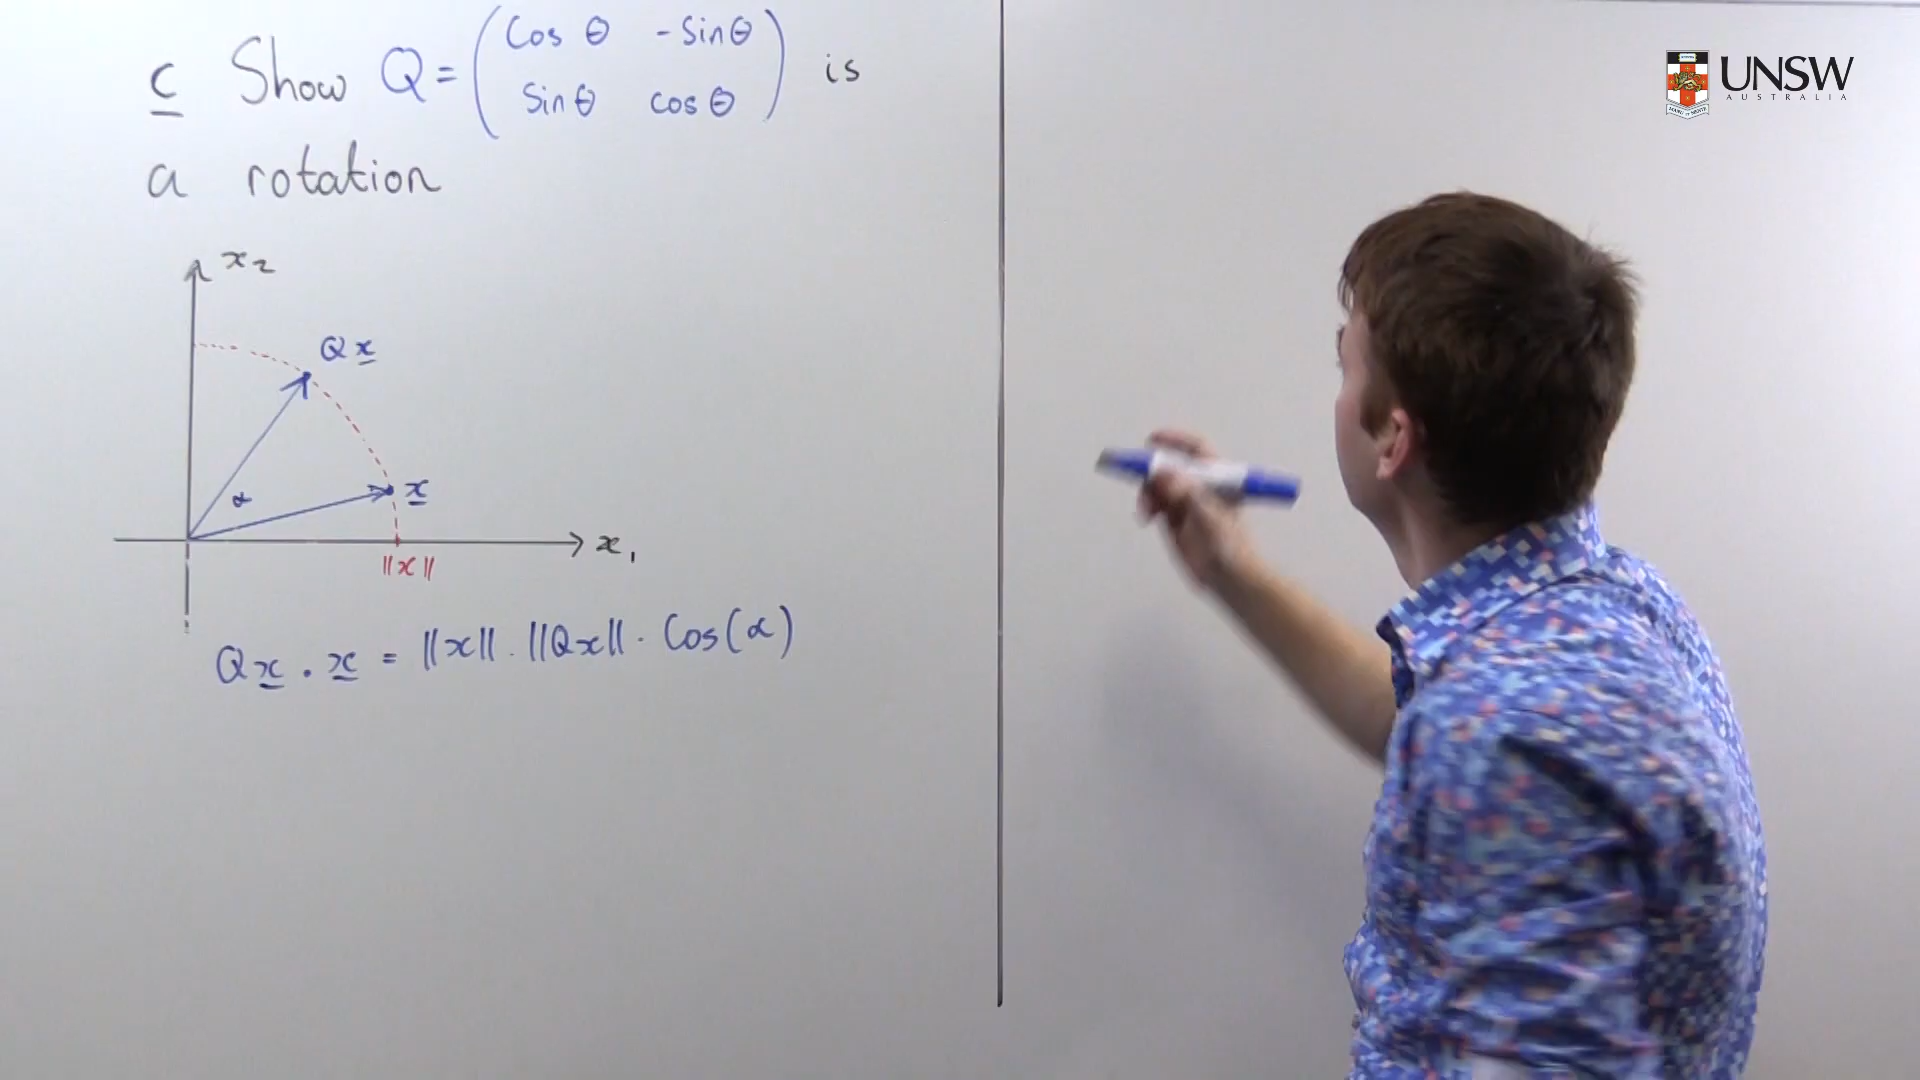 c Show Q = ( cos θ -sin θ
sin θ cos θ ) is
a rotation
x₂
Qx
α
x
x₁
||x||
Qx . x = ||x|| . ||Qx|| . Cos(α)
UNSW
AUSTRALIA